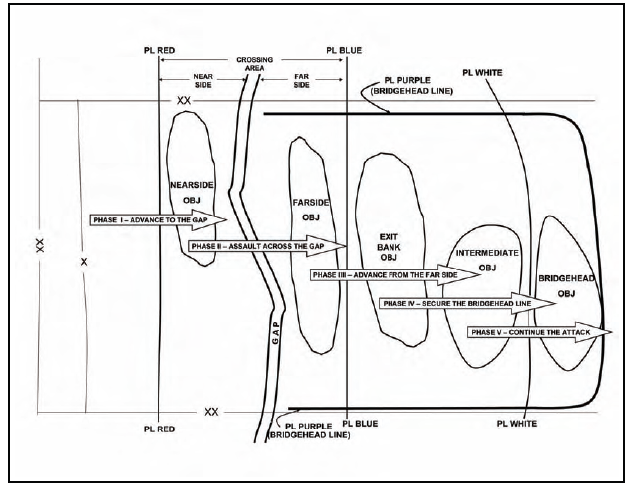 PL RED
CROSSING
AREA
PL BLUE
NEAR
SIDE
FAR
SIDE
PL PURPLE
(BRIDGEHEAD LINE)
PL WHITE
XX
NEARSIDE
OBJ
FARSIDE
OBJ
PHASE I – ADVANCE TO THE GAP
XX
X
PHASE II – ASSAULT ACROSS THE GAP
EXIT
BANK
OBJ
INTERMEDIATE
OBJ
PHASE III – ADVANCE FROM THE FAR SIDE
BRIDGEHEAD
OBJ
PHASE IV – SECURE THE BRIDGEHEAD LINE
GAP
PHASE V – CONTINUE THE ATTACK
XX
PL RED
PL PURPLE
(BRIDGEHEAD LINE)
PL BLUE
PL WHITE